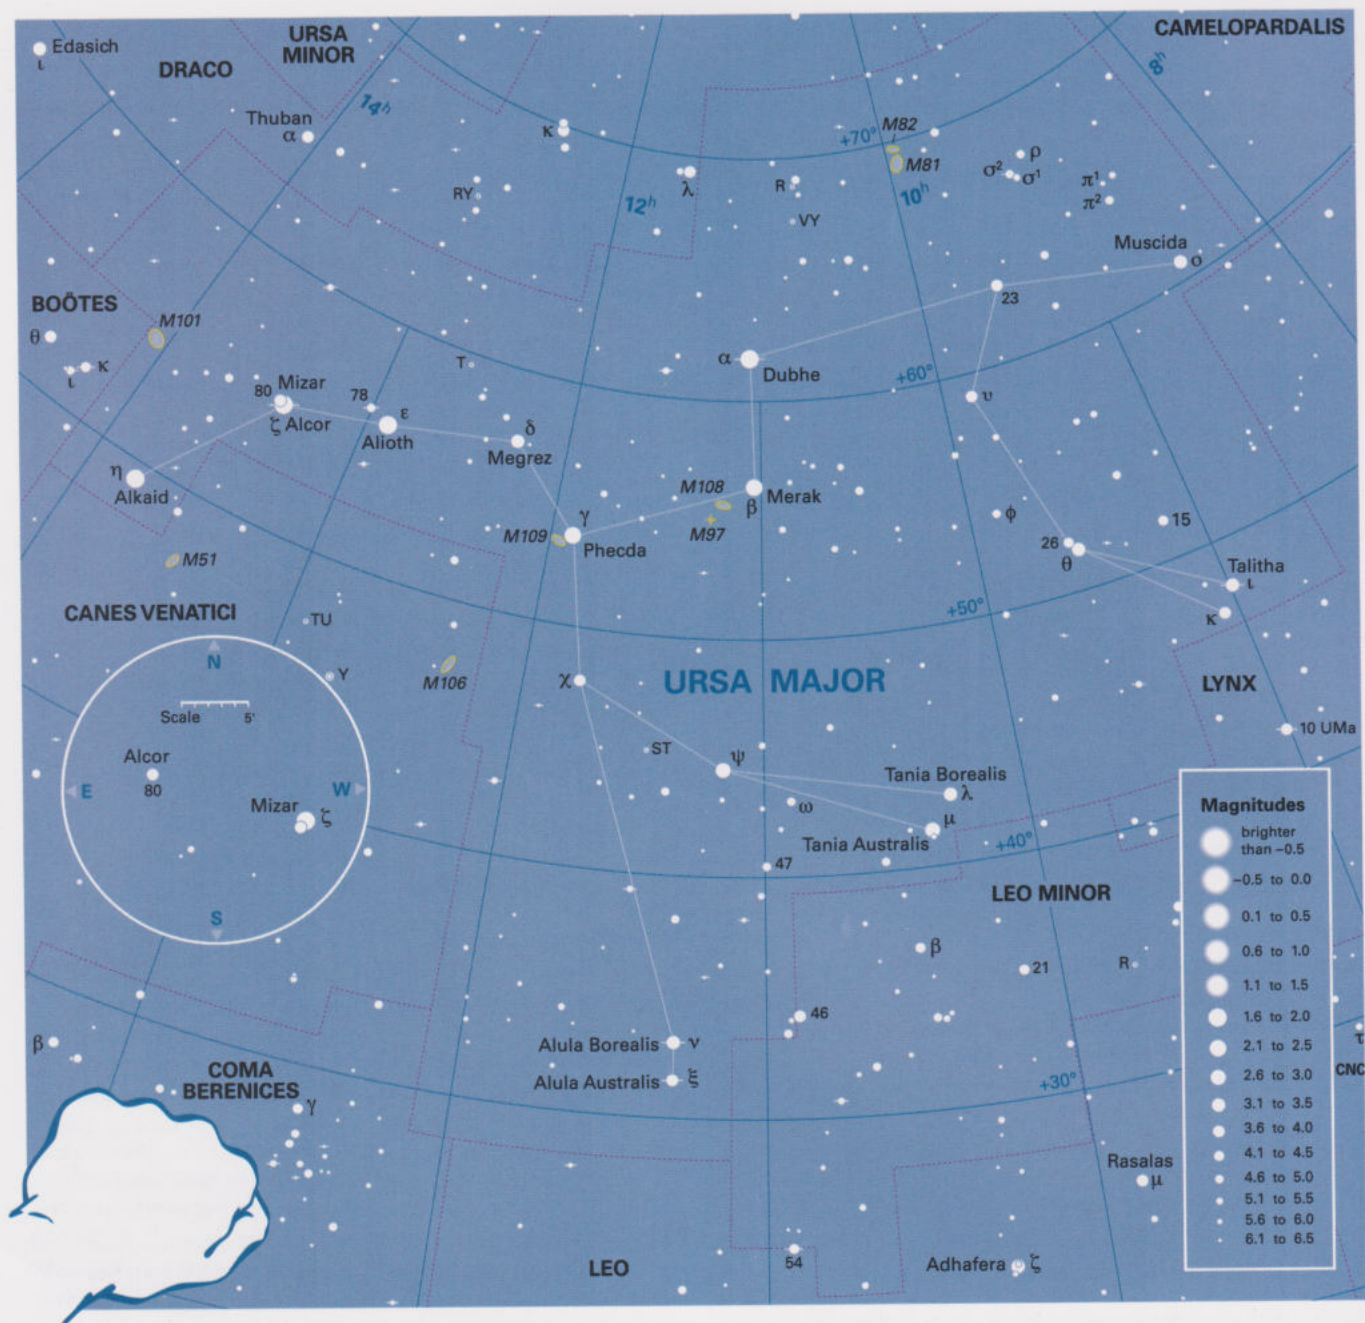 CAMELOPARDALIS
URSA
MINOR
Edasich
ι
DRACO
8ʰ
14ʰ
Thuban
α
κ
M82
+70°
M81
ρ
σ²
σ¹
π¹
π²
RY
λ
R
12ʰ
10ʰ
VY
Muscida
ο
23
BOÖTES
M101
θ
ι
κ
T
α
Dubhe
+60°
υ
80
Mizar
ζ
Alcor
78
ε
Alioth
δ
Megrez
η
Alkaid
M108
β
Merak
M97
γ
Phecda
M109
φ
15
26
θ
Talitha
ι
κ
M51
+50°
CANES VENATICI
TU
N
Y
M106
χ
URSA MAJOR
LYNX
10 UMa
Scale 5'
Alcor
80
E
W
Mizar
ζ
S
ST
ψ
Tania Borealis
λ
ω
μ
Tania Australis
+40°
47
LEO MINOR
β
21
R
46
Magnitudes
brighter
than −0.5
−0.5 to 0.0
0.1 to 0.5
0.6 to 1.0
1.1 to 1.5
1.6 to 2.0
2.1 to 2.5
2.6 to 3.0
3.1 to 3.5
3.6 to 4.0
4.1 to 4.5
4.6 to 5.0
5.1 to 5.5
5.6 to 6.0
6.1 to 6.5
τ
CNC
β
Alula Borealis
ν
Alula Australis
ξ
+30°
COMA
BERENICES
γ
Rasalas
μ
LEO
54
Adhafera
ζ